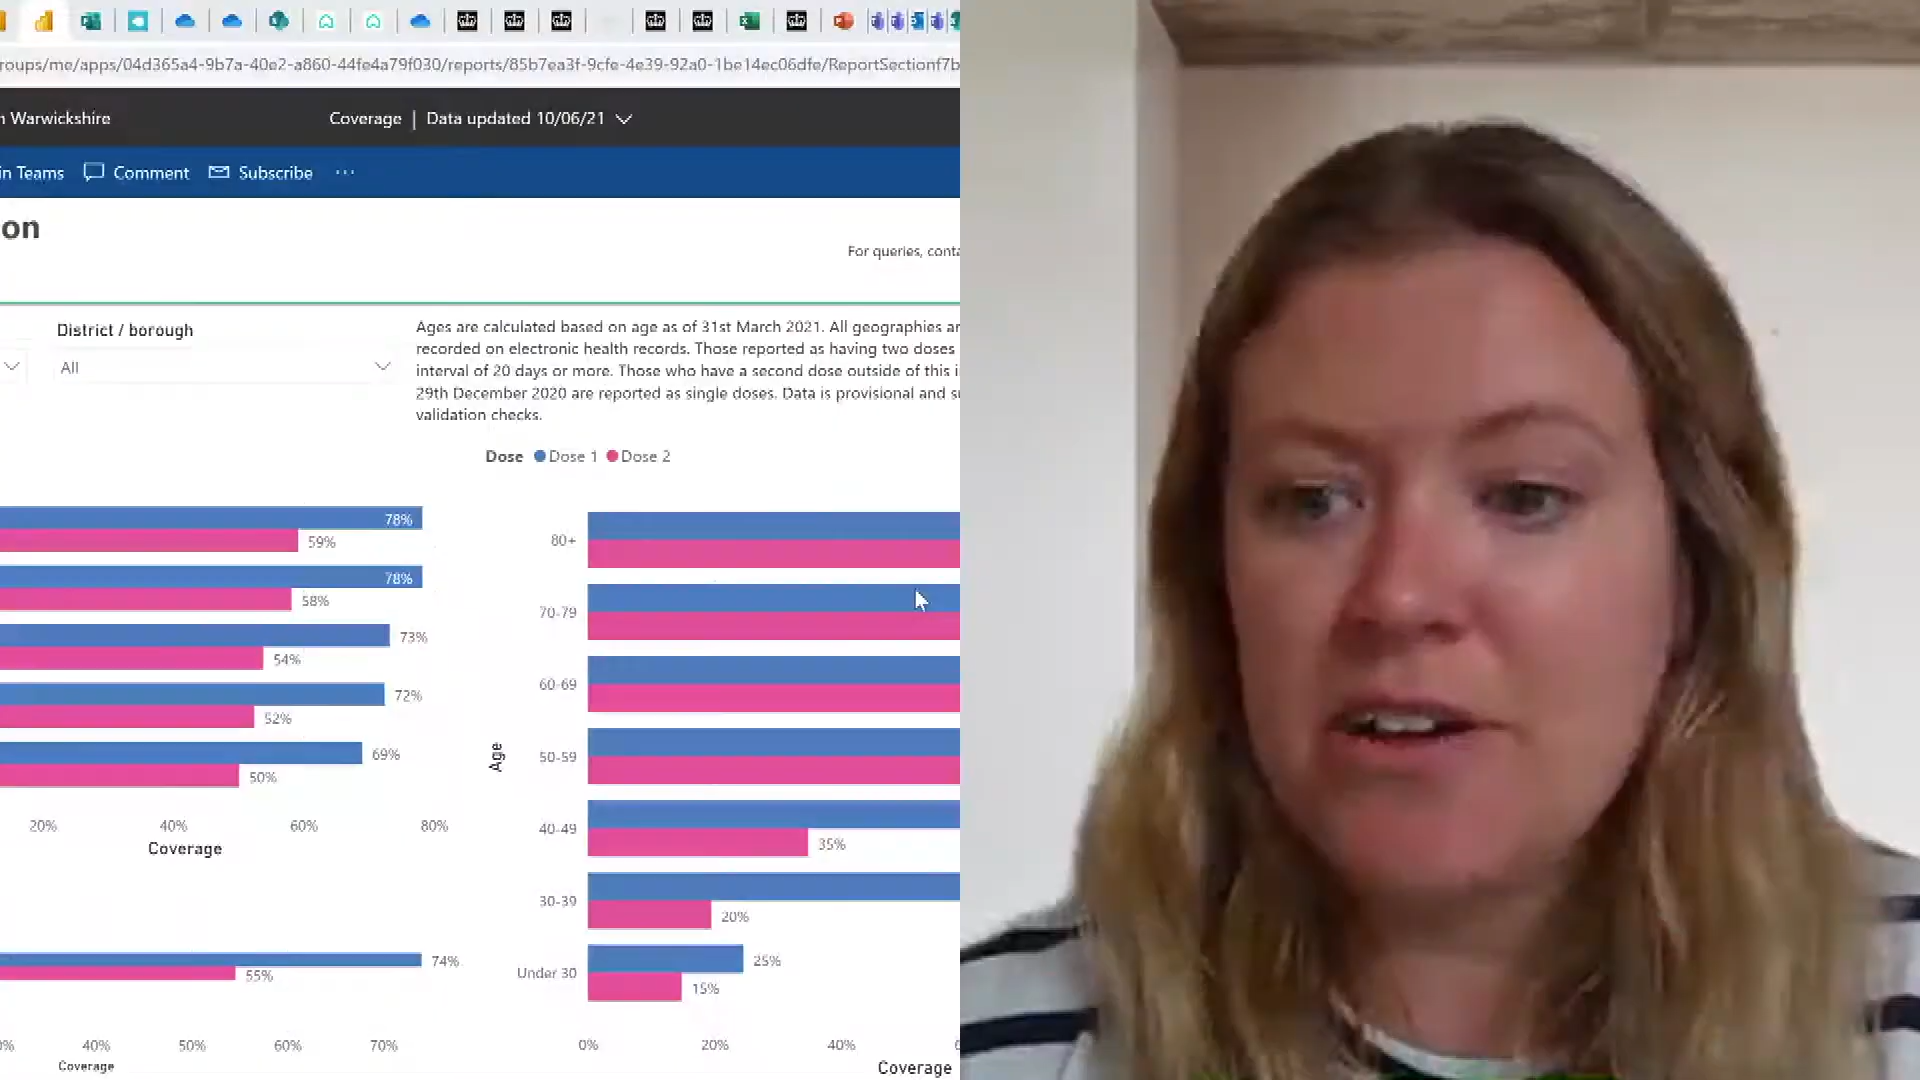 roups/me/apps/04d365a4-9b7a-40e2-a860-44fe4a79f030/reports/85b7ea3f-9cfe-4e39-92a0-1be14ec06dfe/ReportSectionf7b
Warwickshire
Coverage | Data updated 10/06/21
in Teams Comment Subscribe ...
on
For queries, conta
District / borough
All
Ages are calculated based on age as of 31st March 2021. All geographies ar
recorded on electronic health records. Those reported as having two doses
interval of 20 days or more. Those who have a second dose outside of this i
29th December 2020 are reported as single doses. Data is provisional and s
validation checks.
Dose Dose 1 Dose 2
78%
59%
78%
58%
73%
54%
72%
52%
69%
50%
20% 40% 60% 80%
Coverage
74%
55%
0% 40% 50% 60% 70%
Coverage
Age
80+
70-79
60-69
50-59
40-49
35%
30-39
20%
Under 30
25%
15%
0% 20% 40%
Coverage